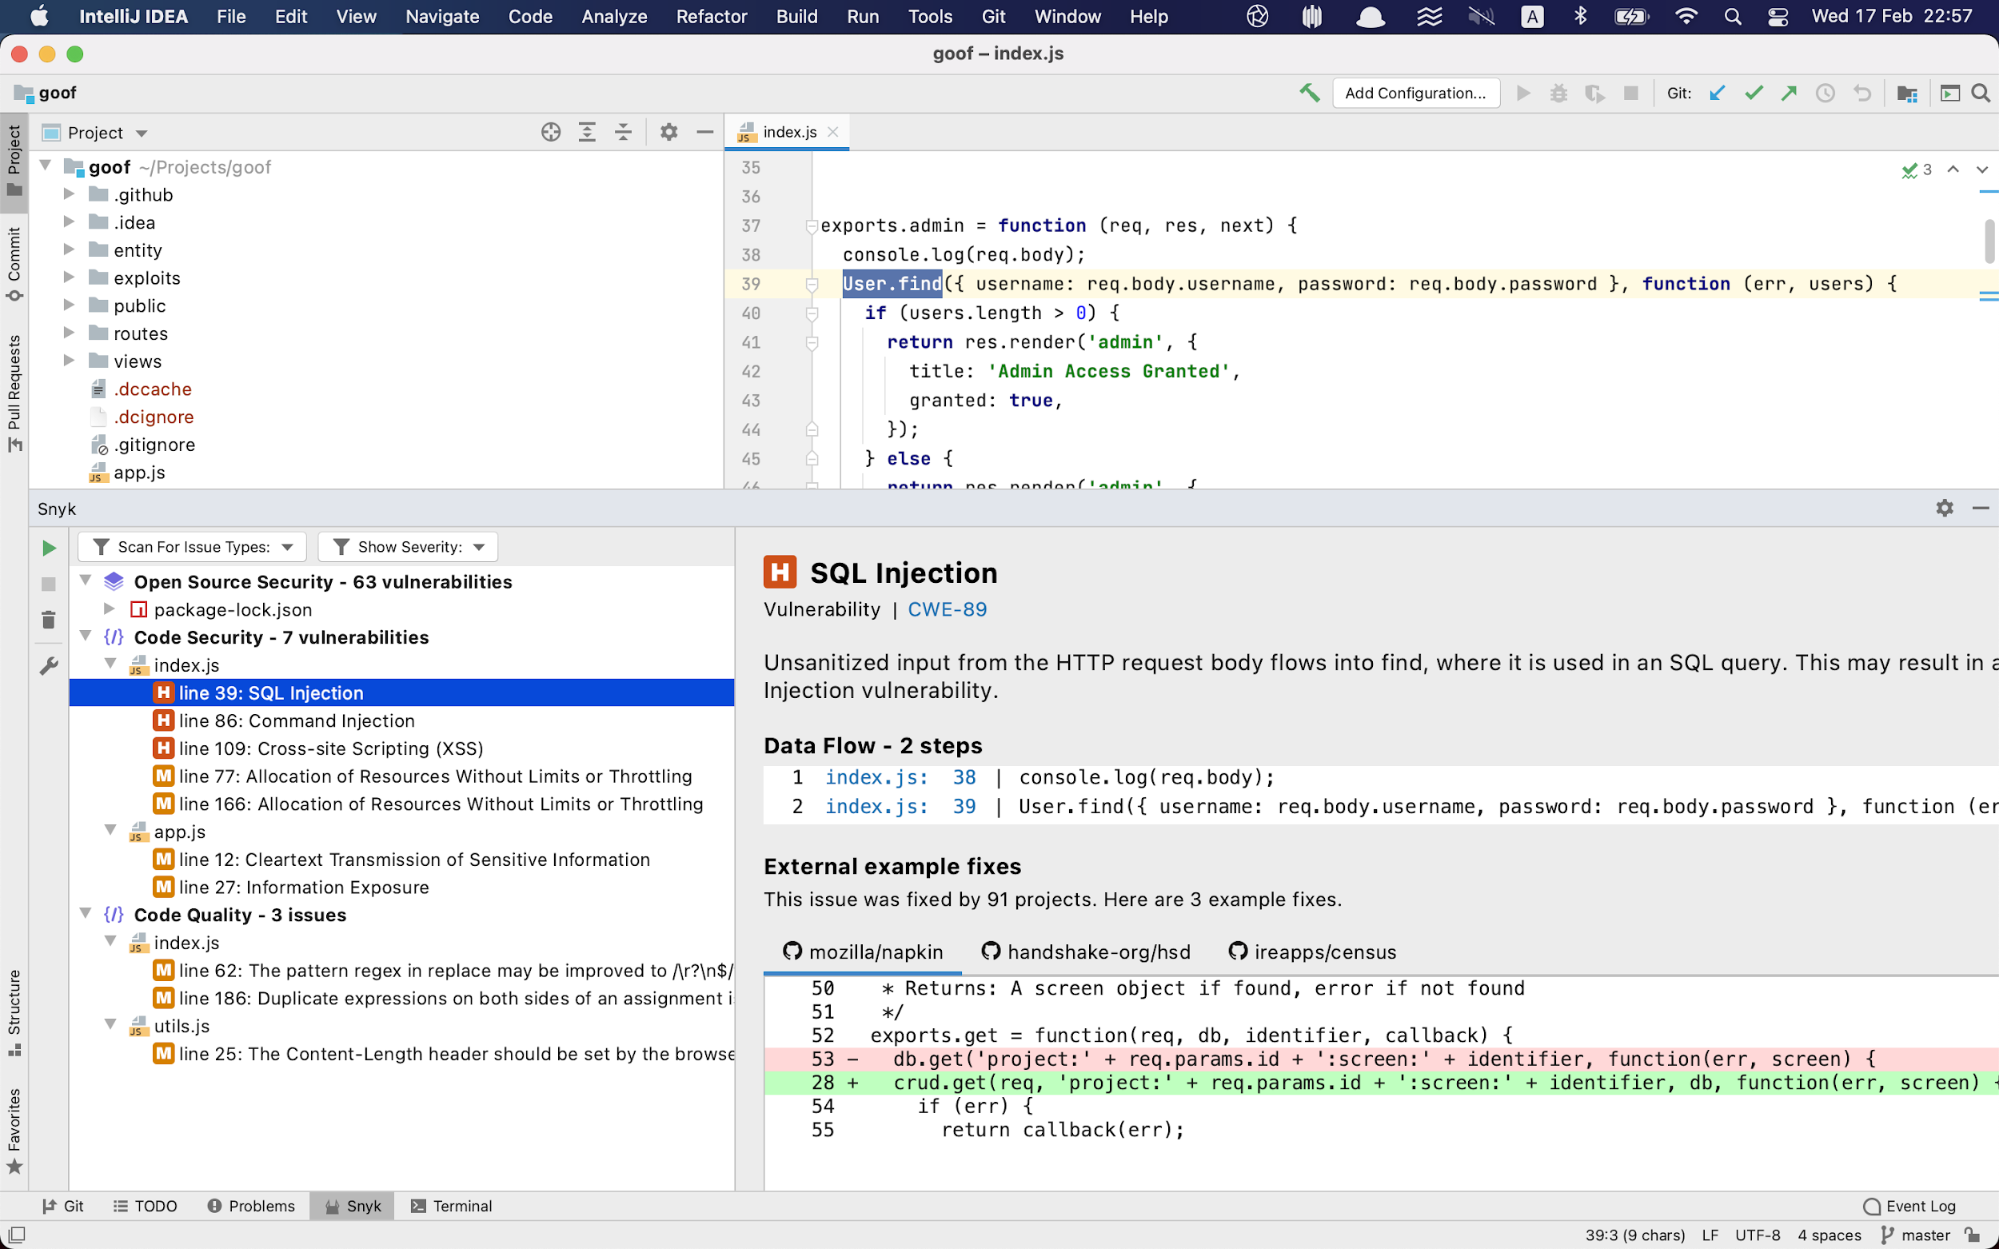 IntelliJ IDEA File Edit View Navigate Code Analyze Refactor Build Run Tools Git Window Help A Wed 17 Feb 22:57
goof – index.js
goof Add Configuration... Git:
Project
Commit
Pull Requests
Structure
Favorites
Project
goof ~/Projects/goof
.github
.idea
entity
exploits
public
routes
views
.dccache
.dcignore
.gitignore
JS app.js
JS index.js
3
35
36
37 exports.admin = function (req, res, next) {
38 console.log(req.body);
39 User.find({ username: req.body.username, password: req.body.password }, function (err, users) {
40 if (users.length > 0) {
41 return res.render('admin', {
42 title: 'Admin Access Granted',
43 granted: true,
44 });
45 } else {
46 return res.render('admin', {
Snyk
Scan For Issue Types: Show Severity:
Open Source Security - 63 vulnerabilities
package-lock.json
{/} Code Security - 7 vulnerabilities
JS index.js
H line 39: SQL Injection
H line 86: Command Injection
H line 109: Cross-site Scripting (XSS)
M line 77: Allocation of Resources Without Limits or Throttling
M line 166: Allocation of Resources Without Limits or Throttling
JS app.js
M line 12: Cleartext Transmission of Sensitive Information
M line 27: Information Exposure
{/} Code Quality - 3 issues
JS index.js
M line 62: The pattern regex in replace may be improved to /\r?\n$/
M line 186: Duplicate expressions on both sides of an assignment i
JS utils.js
M line 25: The Content-Length header should be set by the browse
H SQL Injection
Vulnerability | CWE-89
Unsanitized input from the HTTP request body flows into find, where it is used in an SQL query. This may result in a
Injection vulnerability.
Data Flow - 2 steps
1 index.js: 38 | console.log(req.body);
2 index.js: 39 | User.find({ username: req.body.username, password: req.body.password }, function (er
External example fixes
This issue was fixed by 91 projects. Here are 3 example fixes.
mozilla/napkin handshake-org/hsd ireapps/census
50 * Returns: A screen object if found, error if not found
51 */
52 exports.get = function(req, db, identifier, callback) {
53 - db.get('project:' + req.params.id + ':screen:' + identifier, function(err, screen) {
28 + crud.get(req, 'project:' + req.params.id + ':screen:' + identifier, db, function(err, screen) {
54 if (err) {
55 return callback(err);
Git TODO Problems Snyk Terminal Event Log
39:3 (9 chars) LF UTF-8 4 spaces master